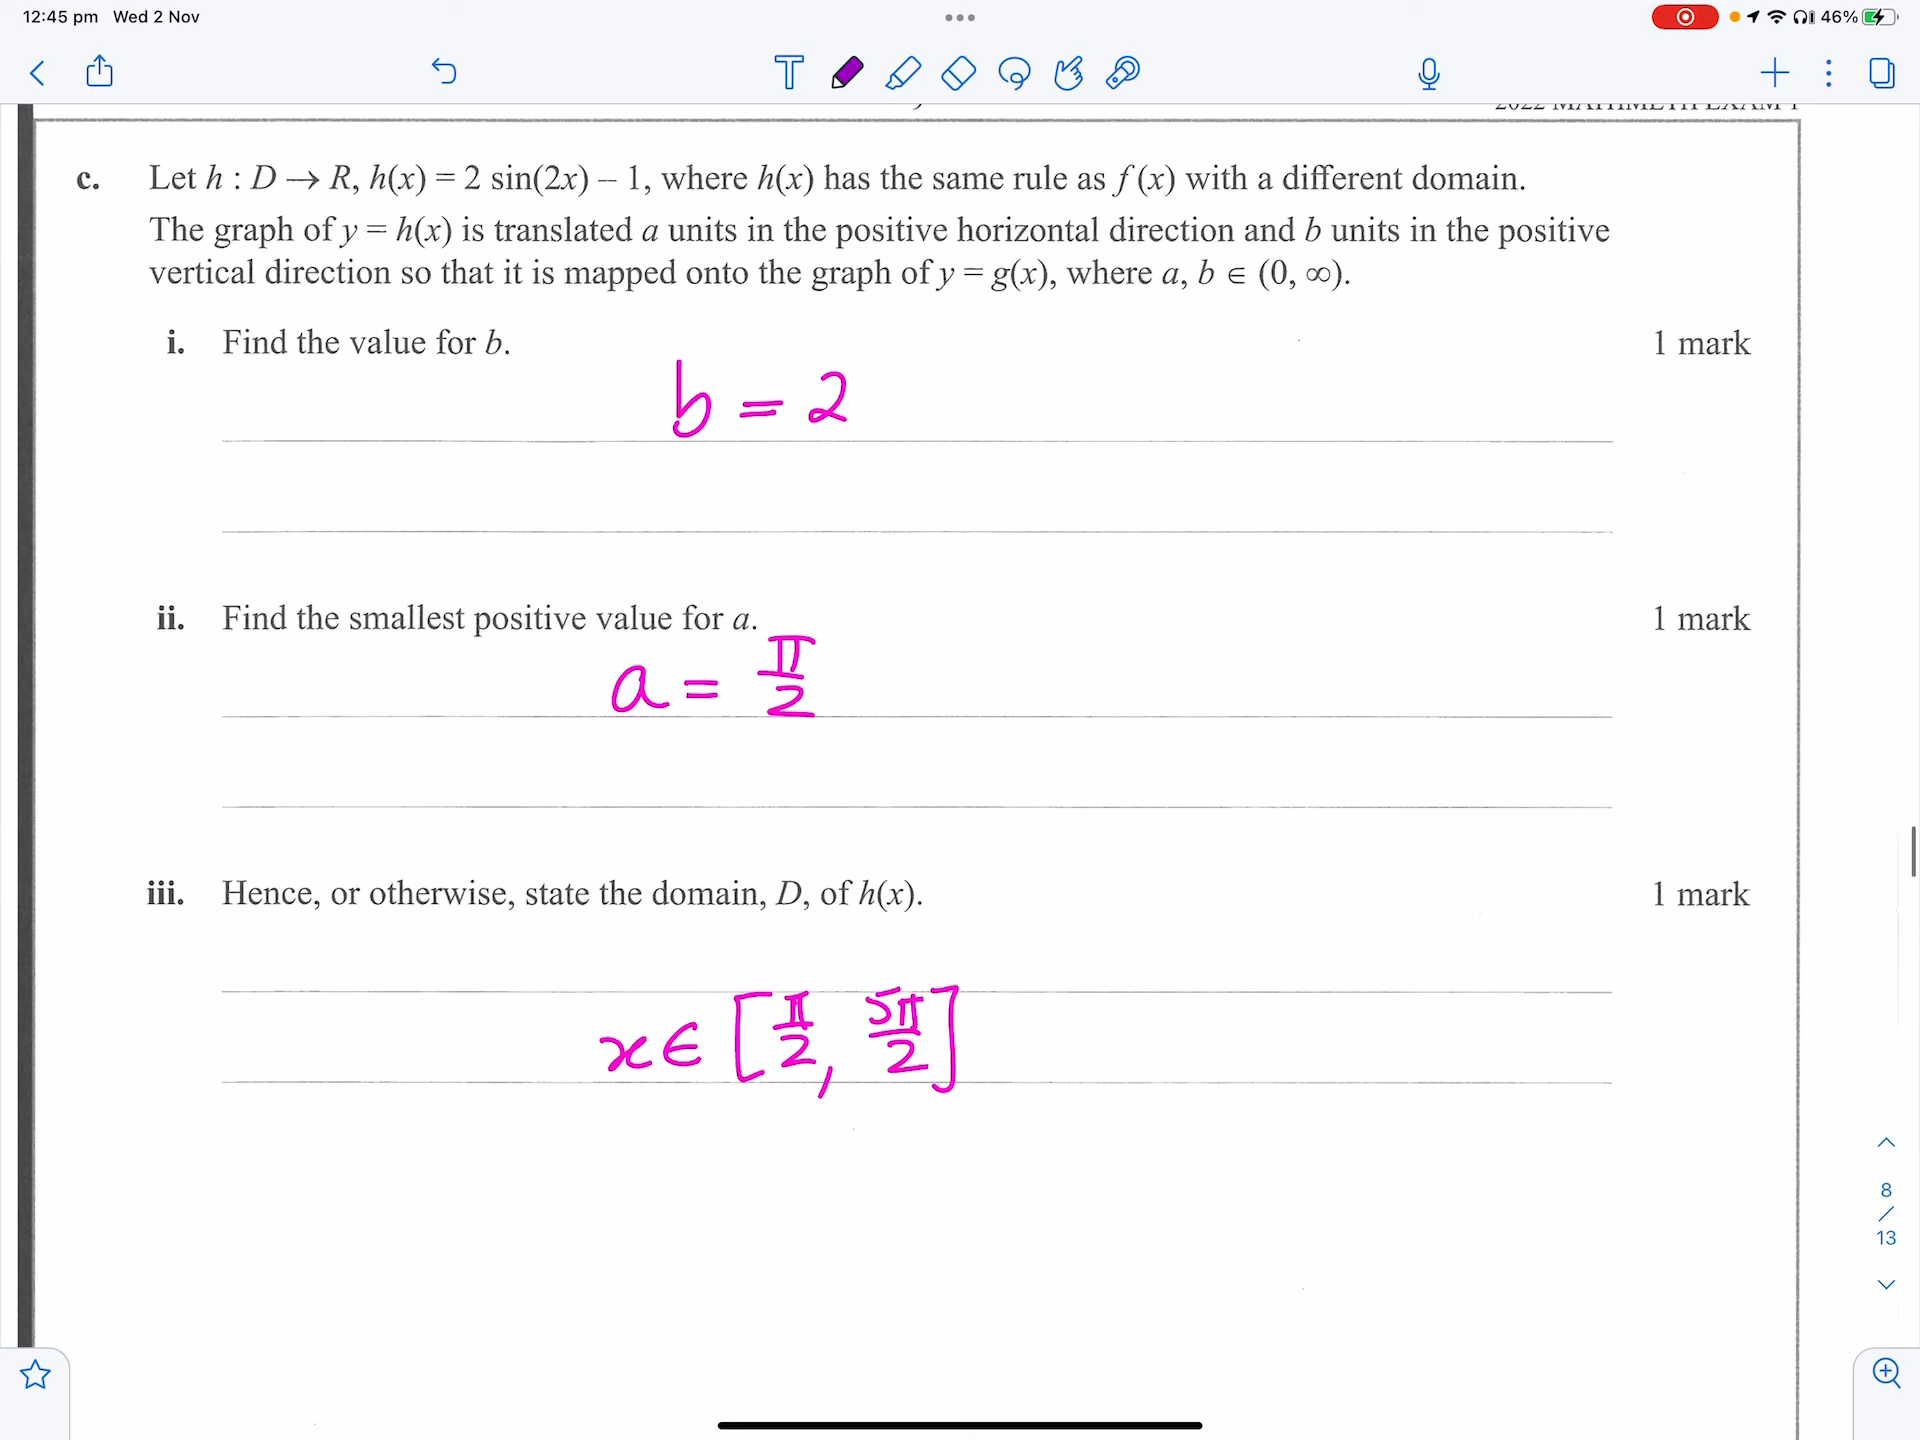 12:45 pm Wed 2 Nov
46%
c. Let h : D → R, h(x) = 2 sin(2x) – 1, where h(x) has the same rule as f (x) with a different domain.
The graph of y = h(x) is translated a units in the positive horizontal direction and b units in the positive
vertical direction so that it is mapped onto the graph of y = g(x), where a, b ∈ (0, ∞).
i. Find the value for b. 1 mark
b = 2
ii. Find the smallest positive value for a. 1 mark
a = π/2
iii. Hence, or otherwise, state the domain, D, of h(x). 1 mark
x ∈ [π/2, 5π/2]
8
/
13